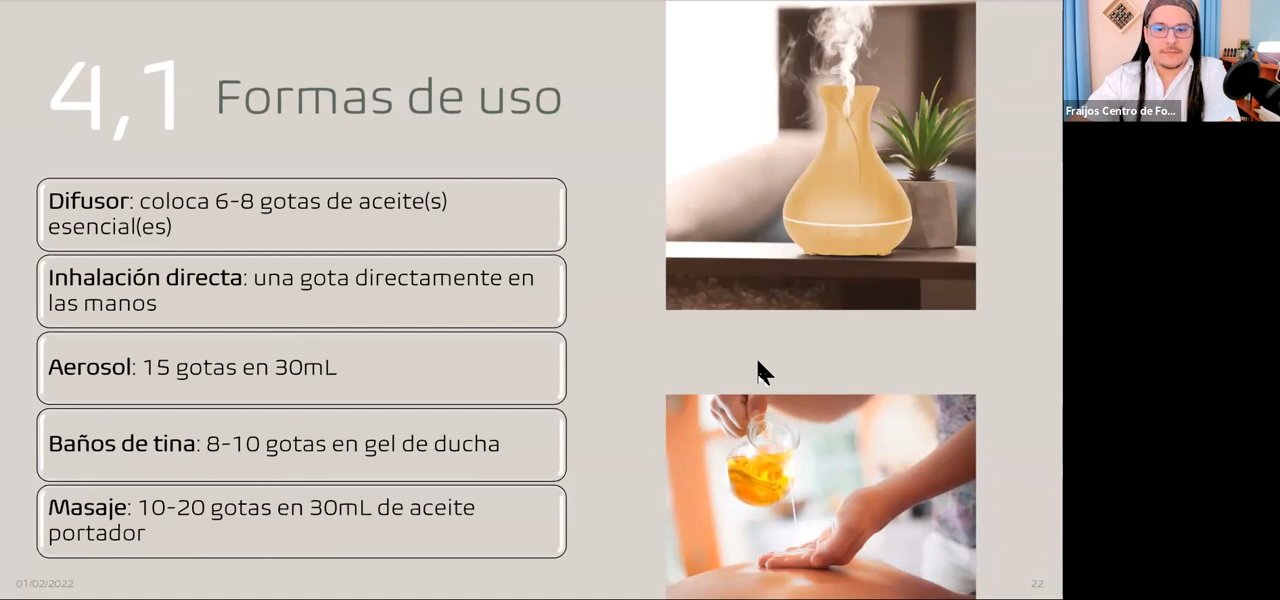 4,1 Formas de uso
Difusor: coloca 6-8 gotas de aceite(s)
esencial(es)
Inhalación directa: una gota directamente en
las manos
Aerosol: 15 gotas en 30mL
Baños de tina: 8-10 gotas en gel de ducha
Masaje: 10-20 gotas en 30mL de aceite
portador
01/02/2022
22
Fraijos Centro de Fo...